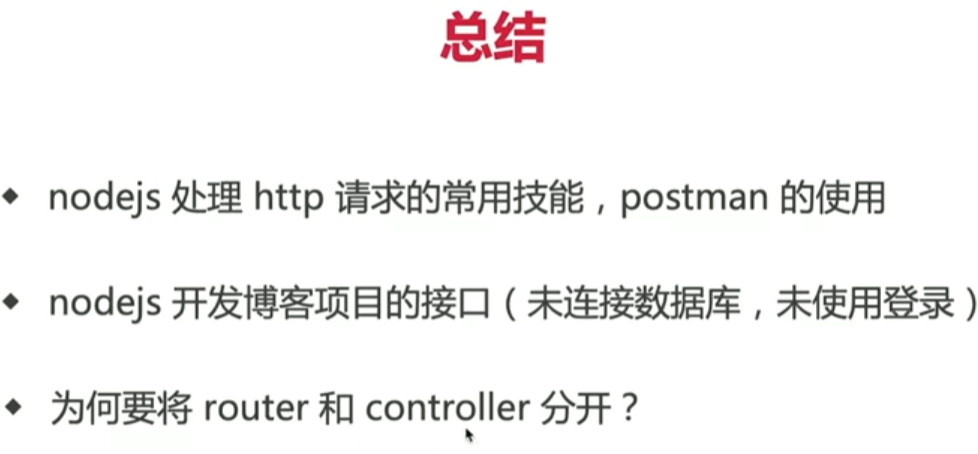 总结
◆ nodejs 处理 http 请求的常用技能，postman 的使用
◆ nodejs 开发博客项目的接口（未连接数据库，未使用登录）
◆ 为何要将 router 和 controller 分开？